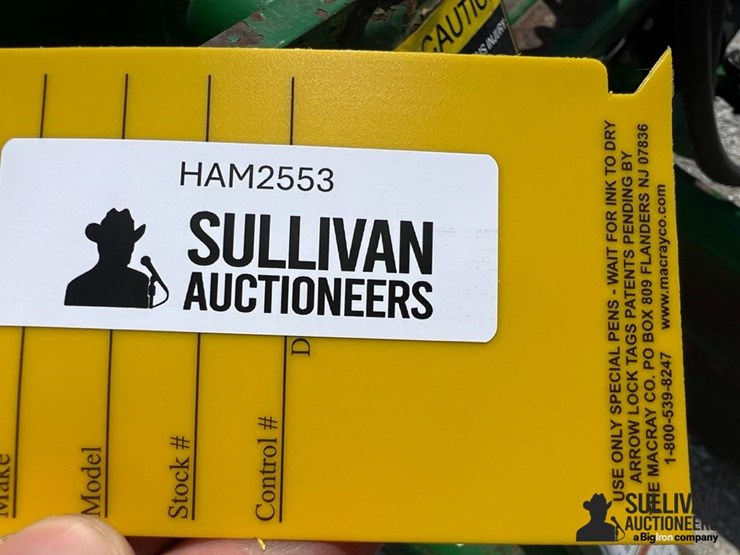 CAUTIO
HAM2553
SULLIVAN
AUCTIONEERS
Make
Model
Stock #
Control #
D
USE ONLY SPECIAL PENS - WAIT FOR INK TO DRY
ARROW LOCK TAGS PATENTS PENDING BY
E MACRAY CO. PO BOX 809 FLANDERS NJ 07836
1-800-539-8247 www.macrayco.com
SULLIVAN
AUCTIONEERS
a BigIron company